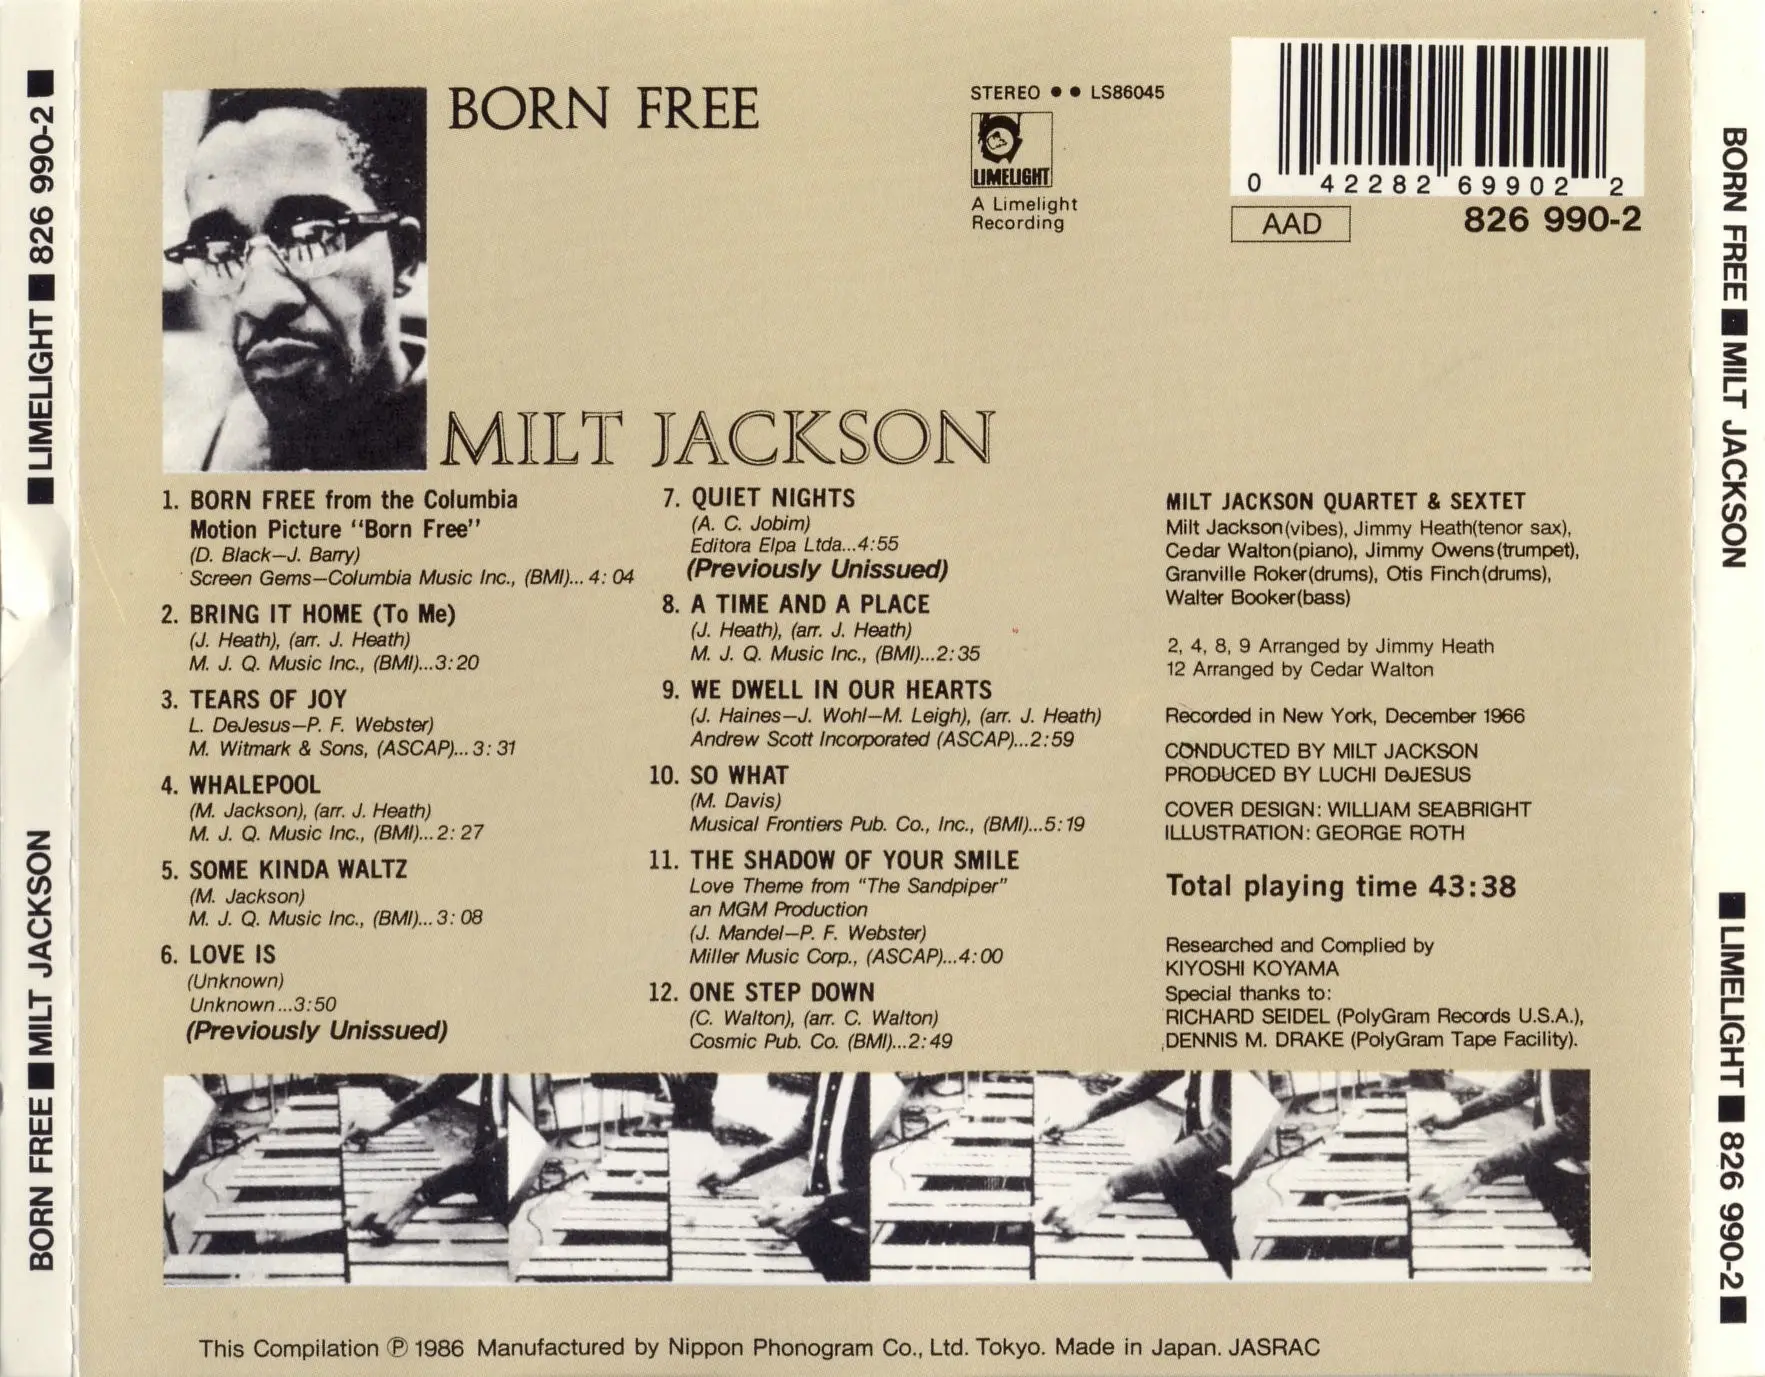 ■ LIMELIGHT ■ 826 990-2 ■
BORN FREE ■ MILT JACKSON
BORN FREE
MILT JACKSON
STEREO ●● LS86045
LIMELIGHT
A Limelight
Recording
0 42282 69902 2
AAD
826 990-2
1. BORN FREE from the Columbia
Motion Picture "Born Free"
(D. Black–J. Barry)
Screen Gems–Columbia Music Inc., (BMI)... 4: 04
2. BRING IT HOME (To Me)
(J. Heath), (arr. J. Heath)
M. J. Q. Music Inc., (BMI)...3:20
3. TEARS OF JOY
L. DeJesus–P. F. Webster)
M. Witmark & Sons, (ASCAP)... 3: 31
4. WHALEPOOL
(M. Jackson), (arr. J. Heath)
M. J. Q. Music Inc., (BMI)... 2: 27
5. SOME KINDA WALTZ
(M. Jackson)
M. J. Q. Music Inc., (BMI)... 3: 08
6. LOVE IS
(Unknown)
Unknown...3:50
(Previously Unissued)
7. QUIET NIGHTS
(A. C. Jobim)
Editora Elpa Ltda...4:55
(Previously Unissued)
8. A TIME AND A PLACE
(J. Heath), (arr. J. Heath)
M. J. Q. Music Inc., (BMI)...2:35
9. WE DWELL IN OUR HEARTS
(J. Haines–J. Wohl–M. Leigh), (arr. J. Heath)
Andrew Scott Incorporated (ASCAP)...2:59
10. SO WHAT
(M. Davis)
Musical Frontiers Pub. Co., Inc., (BMI)...5:19
11. THE SHADOW OF YOUR SMILE
Love Theme from "The Sandpiper"
an MGM Production
(J. Mandel–P. F. Webster)
Miller Music Corp., (ASCAP)...4:00
12. ONE STEP DOWN
(C. Walton), (arr. C. Walton)
Cosmic Pub. Co. (BMI)...2:49
MILT JACKSON QUARTET & SEXTET
Milt Jackson(vibes), Jimmy Heath(tenor sax),
Cedar Walton(piano), Jimmy Owens(trumpet),
Granville Roker(drums), Otis Finch(drums),
Walter Booker(bass)
2, 4, 8, 9 Arranged by Jimmy Heath
12 Arranged by Cedar Walton
Recorded in New York, December 1966
CONDUCTED BY MILT JACKSON
PRODUCED BY LUCHI DeJESUS
COVER DESIGN: WILLIAM SEABRIGHT
ILLUSTRATION: GEORGE ROTH
Total playing time 43:38
Researched and Complied by
KIYOSHI KOYAMA
Special thanks to:
RICHARD SEIDEL (PolyGram Records U.S.A.),
DENNIS M. DRAKE (PolyGram Tape Facility).
This Compilation Ⓟ 1986 Manufactured by Nippon Phonogram Co., Ltd. Tokyo. Made in Japan. JASRAC
BORN FREE ■ MILT JACKSON
■ LIMELIGHT ■ 826 990-2 ■